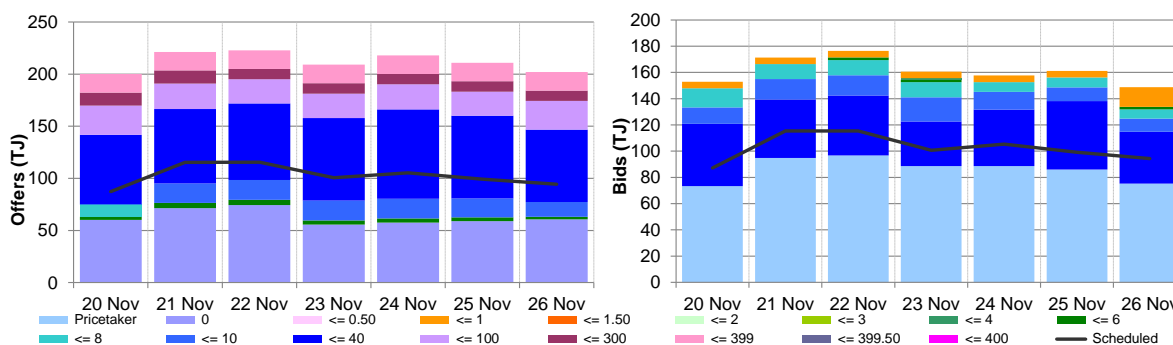 Offers (TJ)
250
200
150
100
50
0
20 Nov 21 Nov 22 Nov 23 Nov 24 Nov 25 Nov 26 Nov
Bids (TJ)
200
180
160
140
120
100
80
60
40
20
0
20 Nov 21 Nov 22 Nov 23 Nov 24 Nov 25 Nov 26 Nov
Pricetaker 0 <= 0.50 <= 1 <= 1.50 <= 2 <= 3 <= 4 <= 6
<= 8 <= 10 <= 40 <= 100 <= 300 <= 399 <= 399.50 <= 400 Scheduled